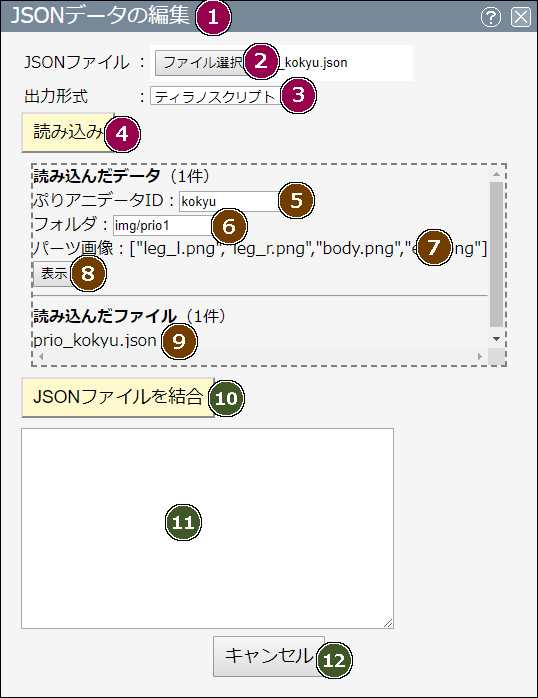 JSONデータの編集 1 ? ×
JSONファイル : ファイル選択 2 _kokyu.json
出力形式 : ティラノスクリプト 3
読み込み 4
読み込んだデータ（1件）
ぷりアニデータID : kokyu 5
フォルダ : img/prio1 6
パーツ画像 : ["leg_l.png","leg_r.png","body.png","e 7 ng"]
表示 8
読み込んだファイル（1件）
prio_kokyu.json 9
JSONファイルを結合 10
11
キャンセル 12